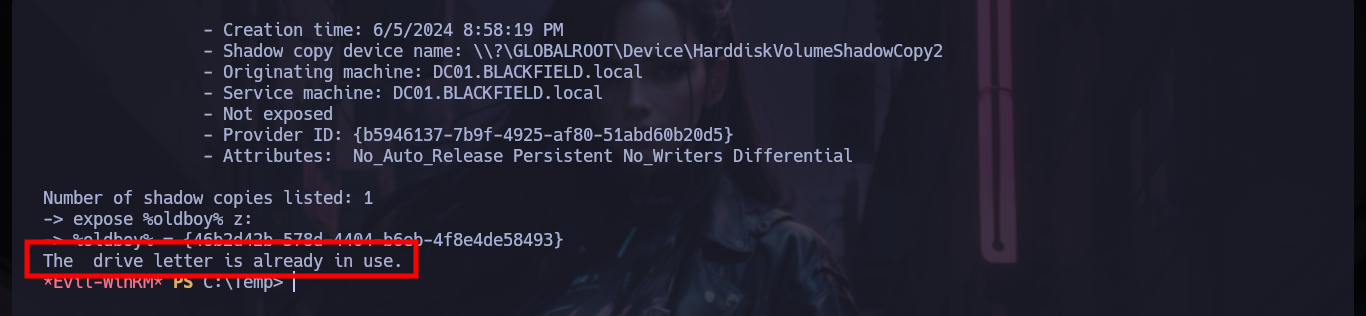 - Creation time: 6/5/2024 8:58:19 PM
- Shadow copy device name: \\?\GLOBALROOT\Device\HarddiskVolumeShadowCopy2
- Originating machine: DC01.BLACKFIELD.local
- Service machine: DC01.BLACKFIELD.local
- Not exposed
- Provider ID: {b5946137-7b9f-4925-af80-51abd60b20d5}
- Attributes:  No_Auto_Release Persistent No_Writers Differential
Number of shadow copies listed: 1
-> expose %oldboy% z:
-> %oldboy% = {46b2d42b-578d-4404-b6eb-4f8e4de58493}
The  drive letter is already in use.
*Evil-WinRM* PS C:\Temp>